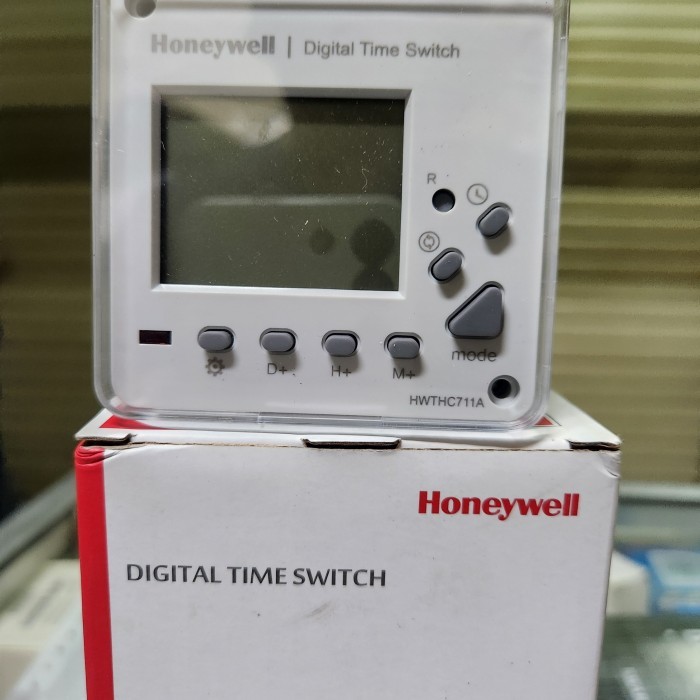 Honeywell | Digital Time Switch
R
D+ H+ M+
mode
HWTHC711A
Honeywell
DIGITAL TIME SWITCH